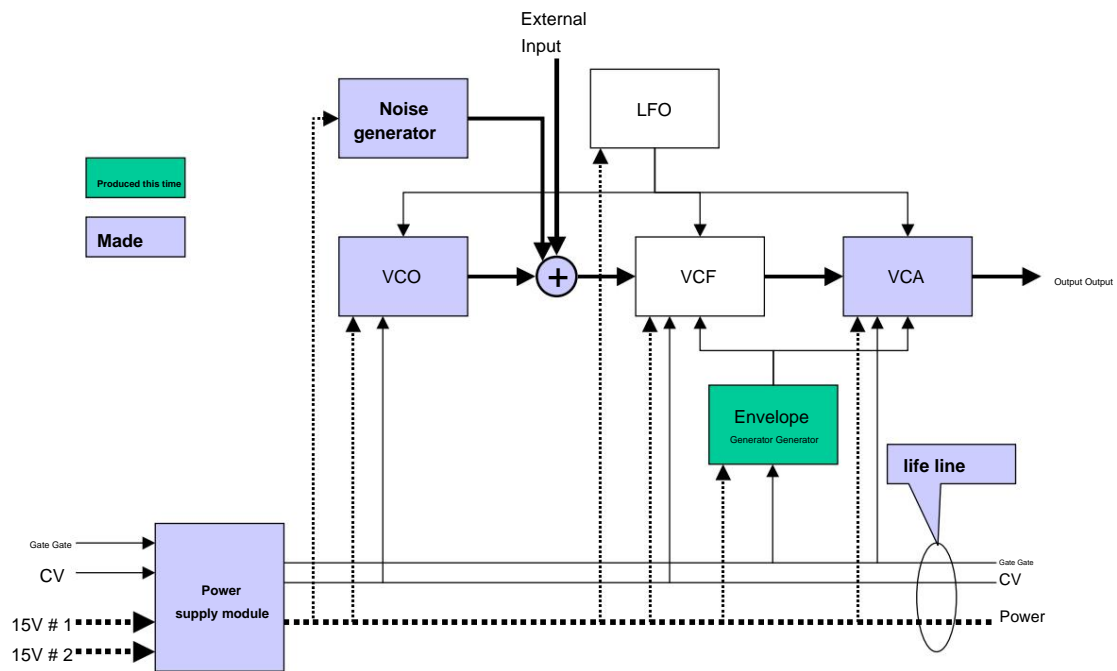 External
Input
Noise
generator
LFO
Produced this time
Made
VCO
+
VCF
VCA
Output Output
Envelope
Generator Generator
life line
Gate Gate
CV
15V # 1
15V # 2
Power
supply module
Gate Gate
CV
Power